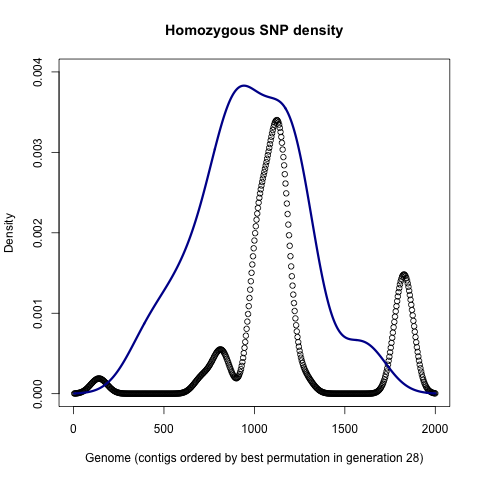 Homozygous SNP density
0.004
0.003
0.002
0.001
0.000
Density
0 500 1000 1500 2000
Genome (contigs ordered by best permutation in generation 28)